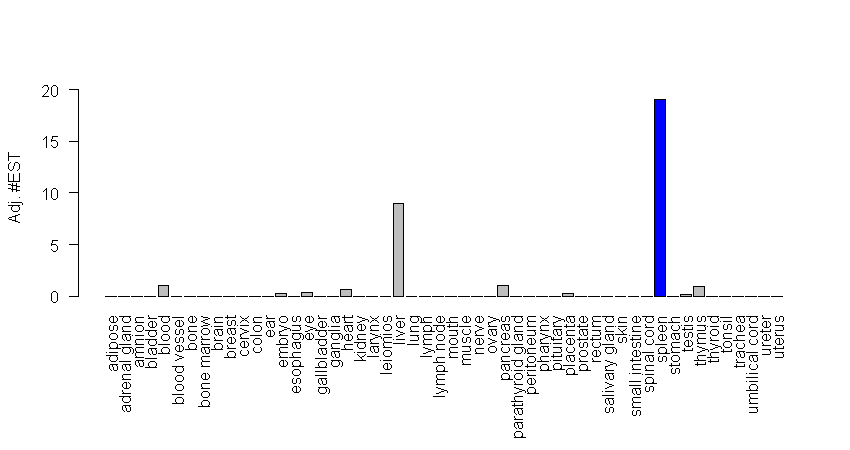 Adj. #EST
20
15
10
5
0
adipose
adrenal gland
amnion
bladder
blood
blood vessel
bone
bone marrow
brain
breast
cervix
colon
ear
embryo
esophagus
eye
gallbladder
ganglia
heart
kidney
larynx
leiomios
liver
lung
lymph
lymph node
mouth
muscle
nerve
ovary
pancreas
parathyroid gland
peritoneum
pharynx
pituitary
placenta
prostate
rectum
salivary gland
skin
small intestine
spinal cord
spleen
stomach
testis
thymus
thyroid
tonsil
trachea
umbilical cord
ureter
uterus